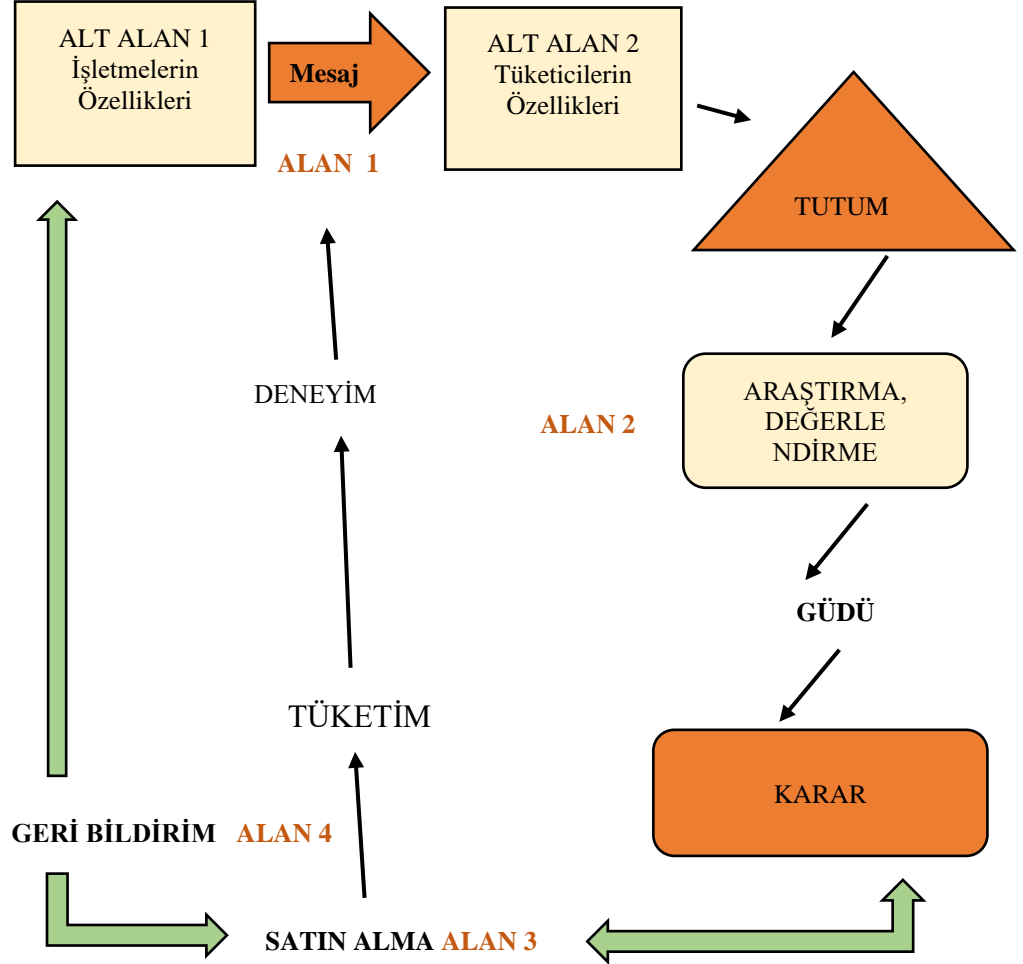 ALT ALAN 1
İşletmelerin
Özellikleri
Mesaj
ALT ALAN 2
Tüketicilerin
Özellikleri
ALAN 1
TUTUM
DENEYİM
ALAN 2
ARAŞTIRMA,
DEĞERLE
NDİRME
GÜDÜ
TÜKETİM
KARAR
GERİ BİLDİRİM ALAN 4
SATIN ALMA ALAN 3